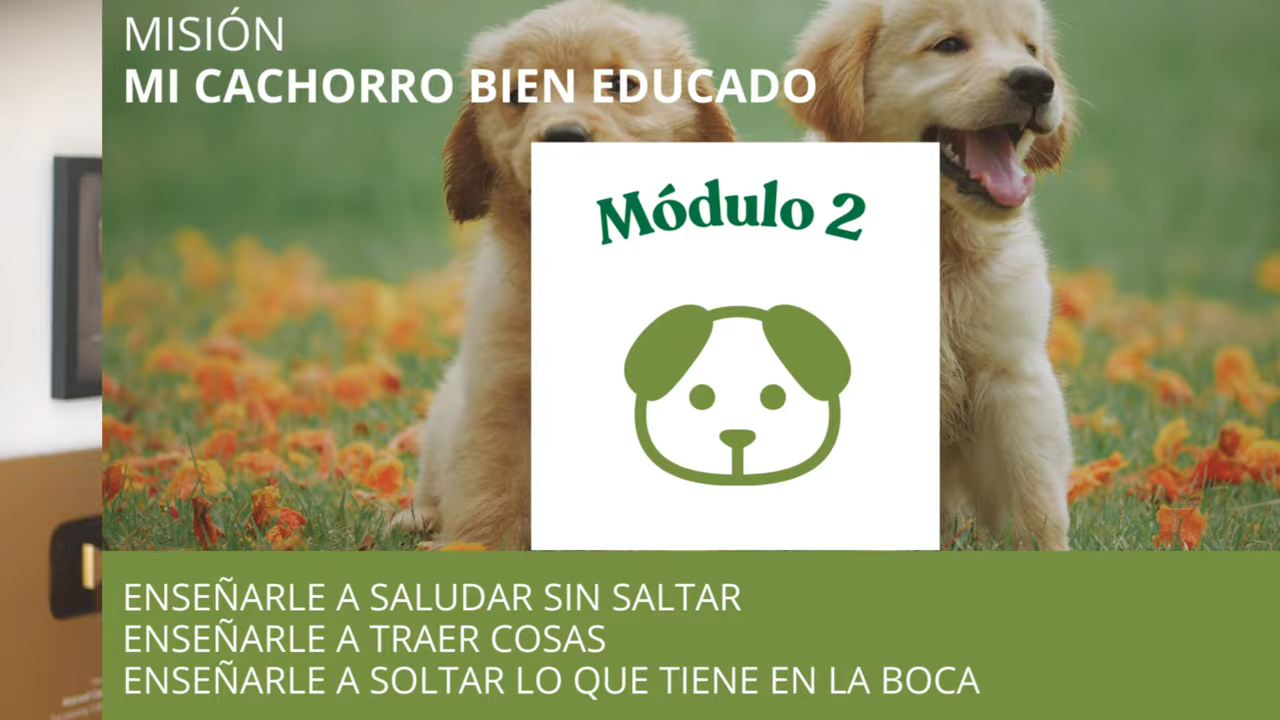 MISIÓN
MI CACHORRO BIEN EDUCADO
Módulo 2
ENSEÑARLE A SALUDAR SIN SALTAR
ENSEÑARLE A TRAER COSAS
ENSEÑARLE A SOLTAR LO QUE TIENE EN LA BOCA